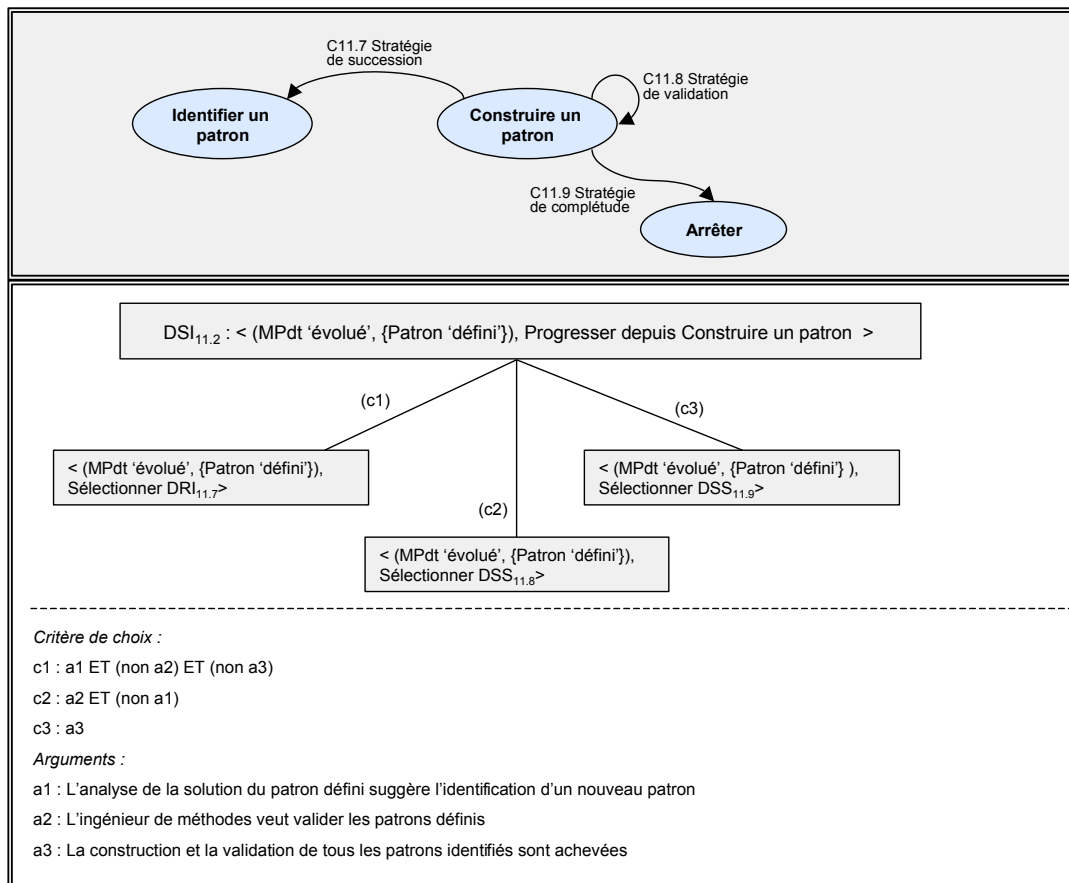 C11.7 Stratégie
de succession
C11.8 Stratégie
de validation
Identifier un
patron
Construire un
patron
C11.9 Stratégie
de complétude
Arrêter
DSI11.2 : < (MPdt ‘évolué’, {Patron ‘défini’}), Progresser depuis Construire un patron >
(c1)
(c3)
< (MPdt ‘évolué’, {Patron ‘défini’}),
Sélectionner DRI11.7>
< (MPdt ‘évolué’, {Patron ‘défini’} ),
Sélectionner DSS11.9>
(c2)
< (MPdt ‘évolué’, {Patron ‘défini’}),
Sélectionner DSS11.8>
Critère de choix :
c1 : a1 ET (non a2) ET (non a3)
c2 : a2 ET (non a1)
c3 : a3
Arguments :
a1 : L’analyse de la solution du patron défini suggère l’identification d’un nouveau patron
a2 : L’ingénieur de méthodes veut valider les patrons définis
a3 : La construction et la validation de tous les patrons identifiés sont achevées